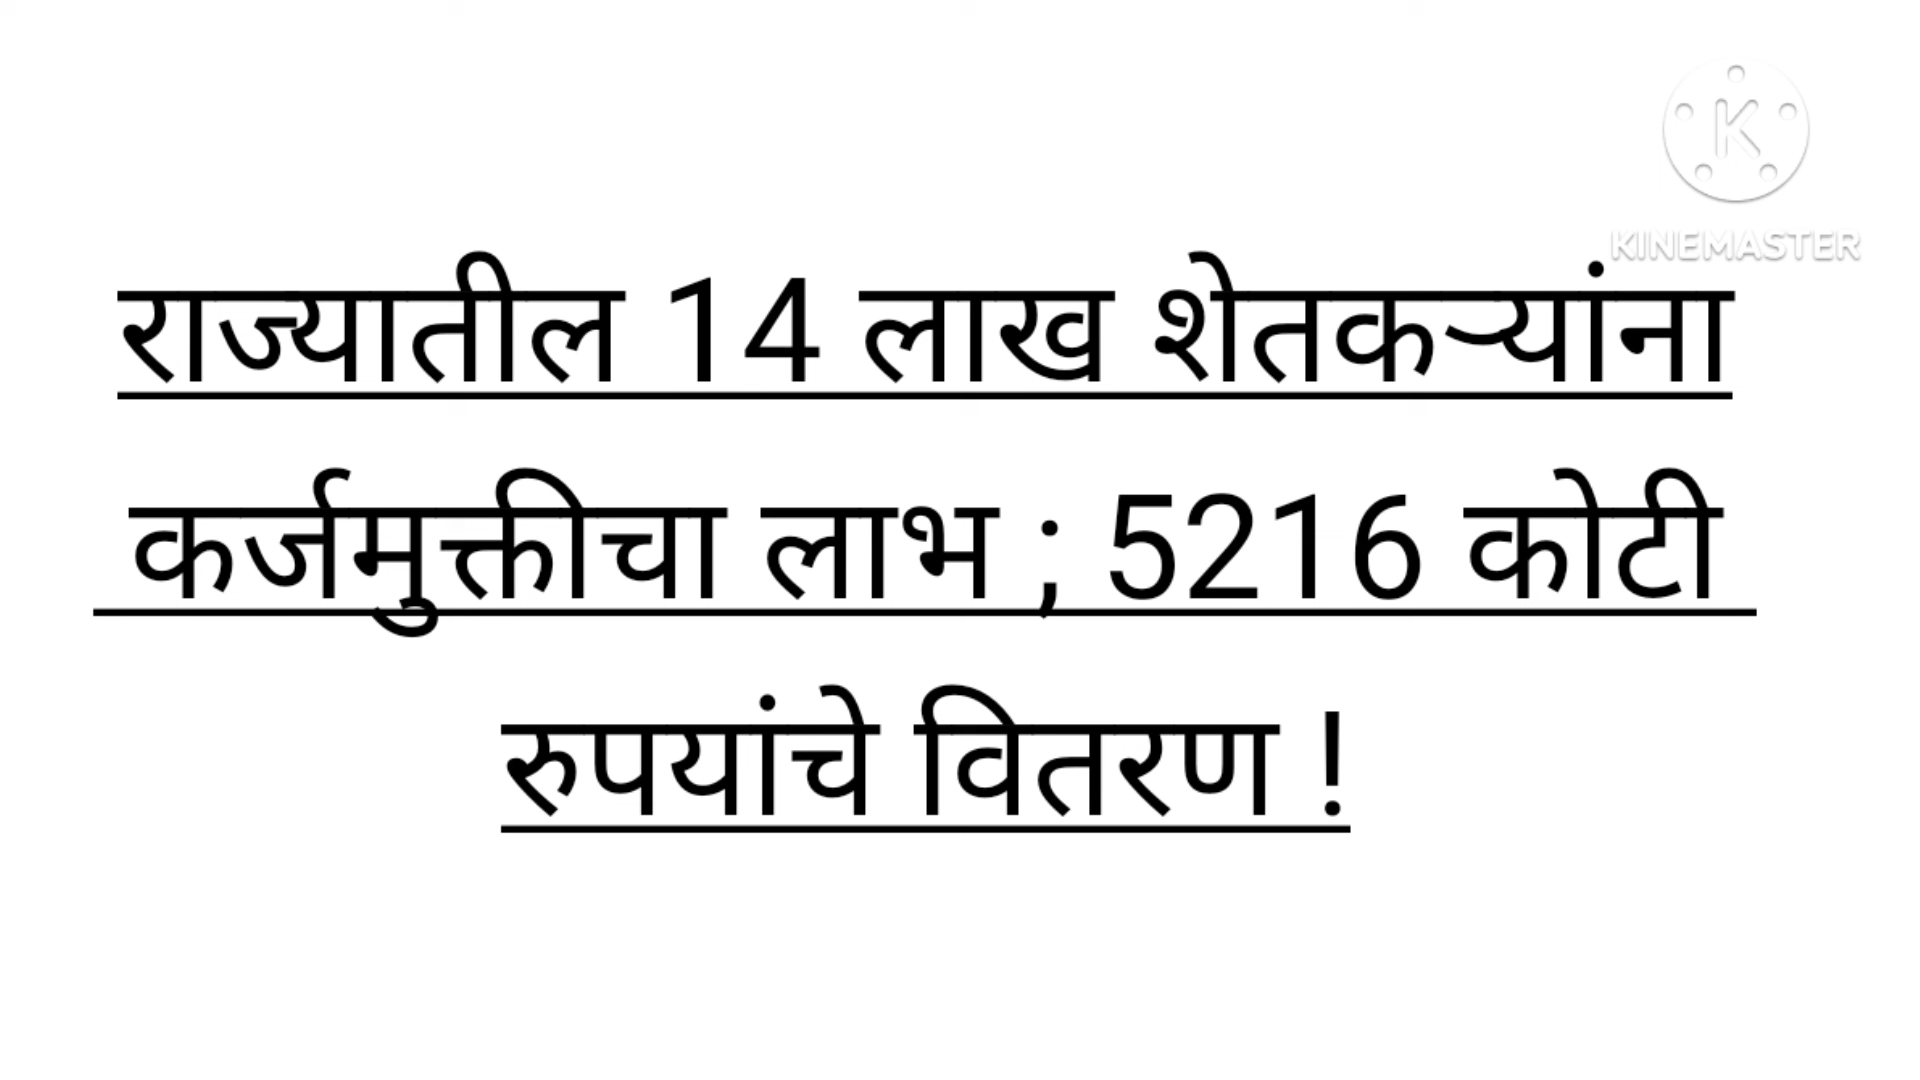 K
KINEMASTER
राज्यातील 14 लाख शेतकऱ्यांना
कर्जमुक्तीचा लाभ ; 5216 कोटी
रुपयांचे वितरण !